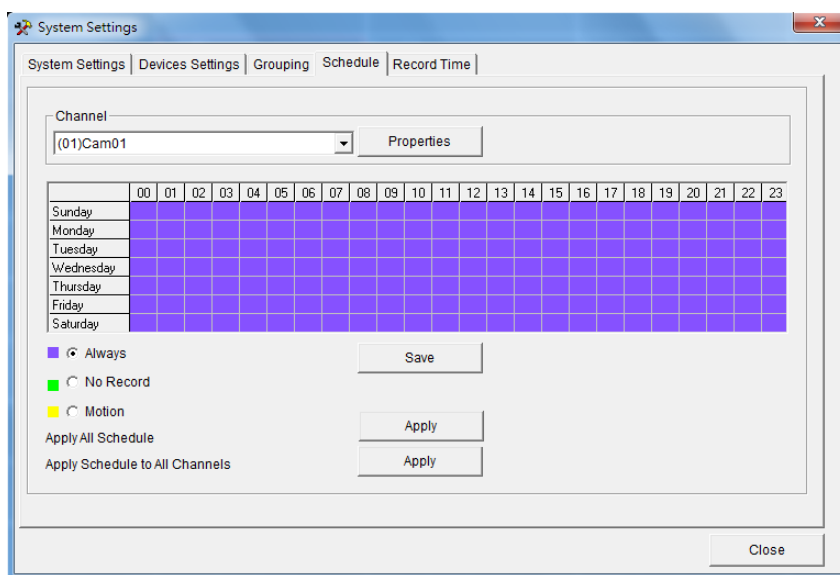 System Settings
System Settings Devices Settings Grouping Schedule Record Time
Channel
(01)Cam01 Properties
00 01 02 03 04 05 06 07 08 09 10 11 12 13 14 15 16 17 18 19 20 21 22 23
Sunday
Monday
Tuesday
Wednesday
Thursday
Friday
Saturday
Always Save
No Record
Motion
Apply All Schedule Apply
Apply Schedule to All Channels Apply
Close